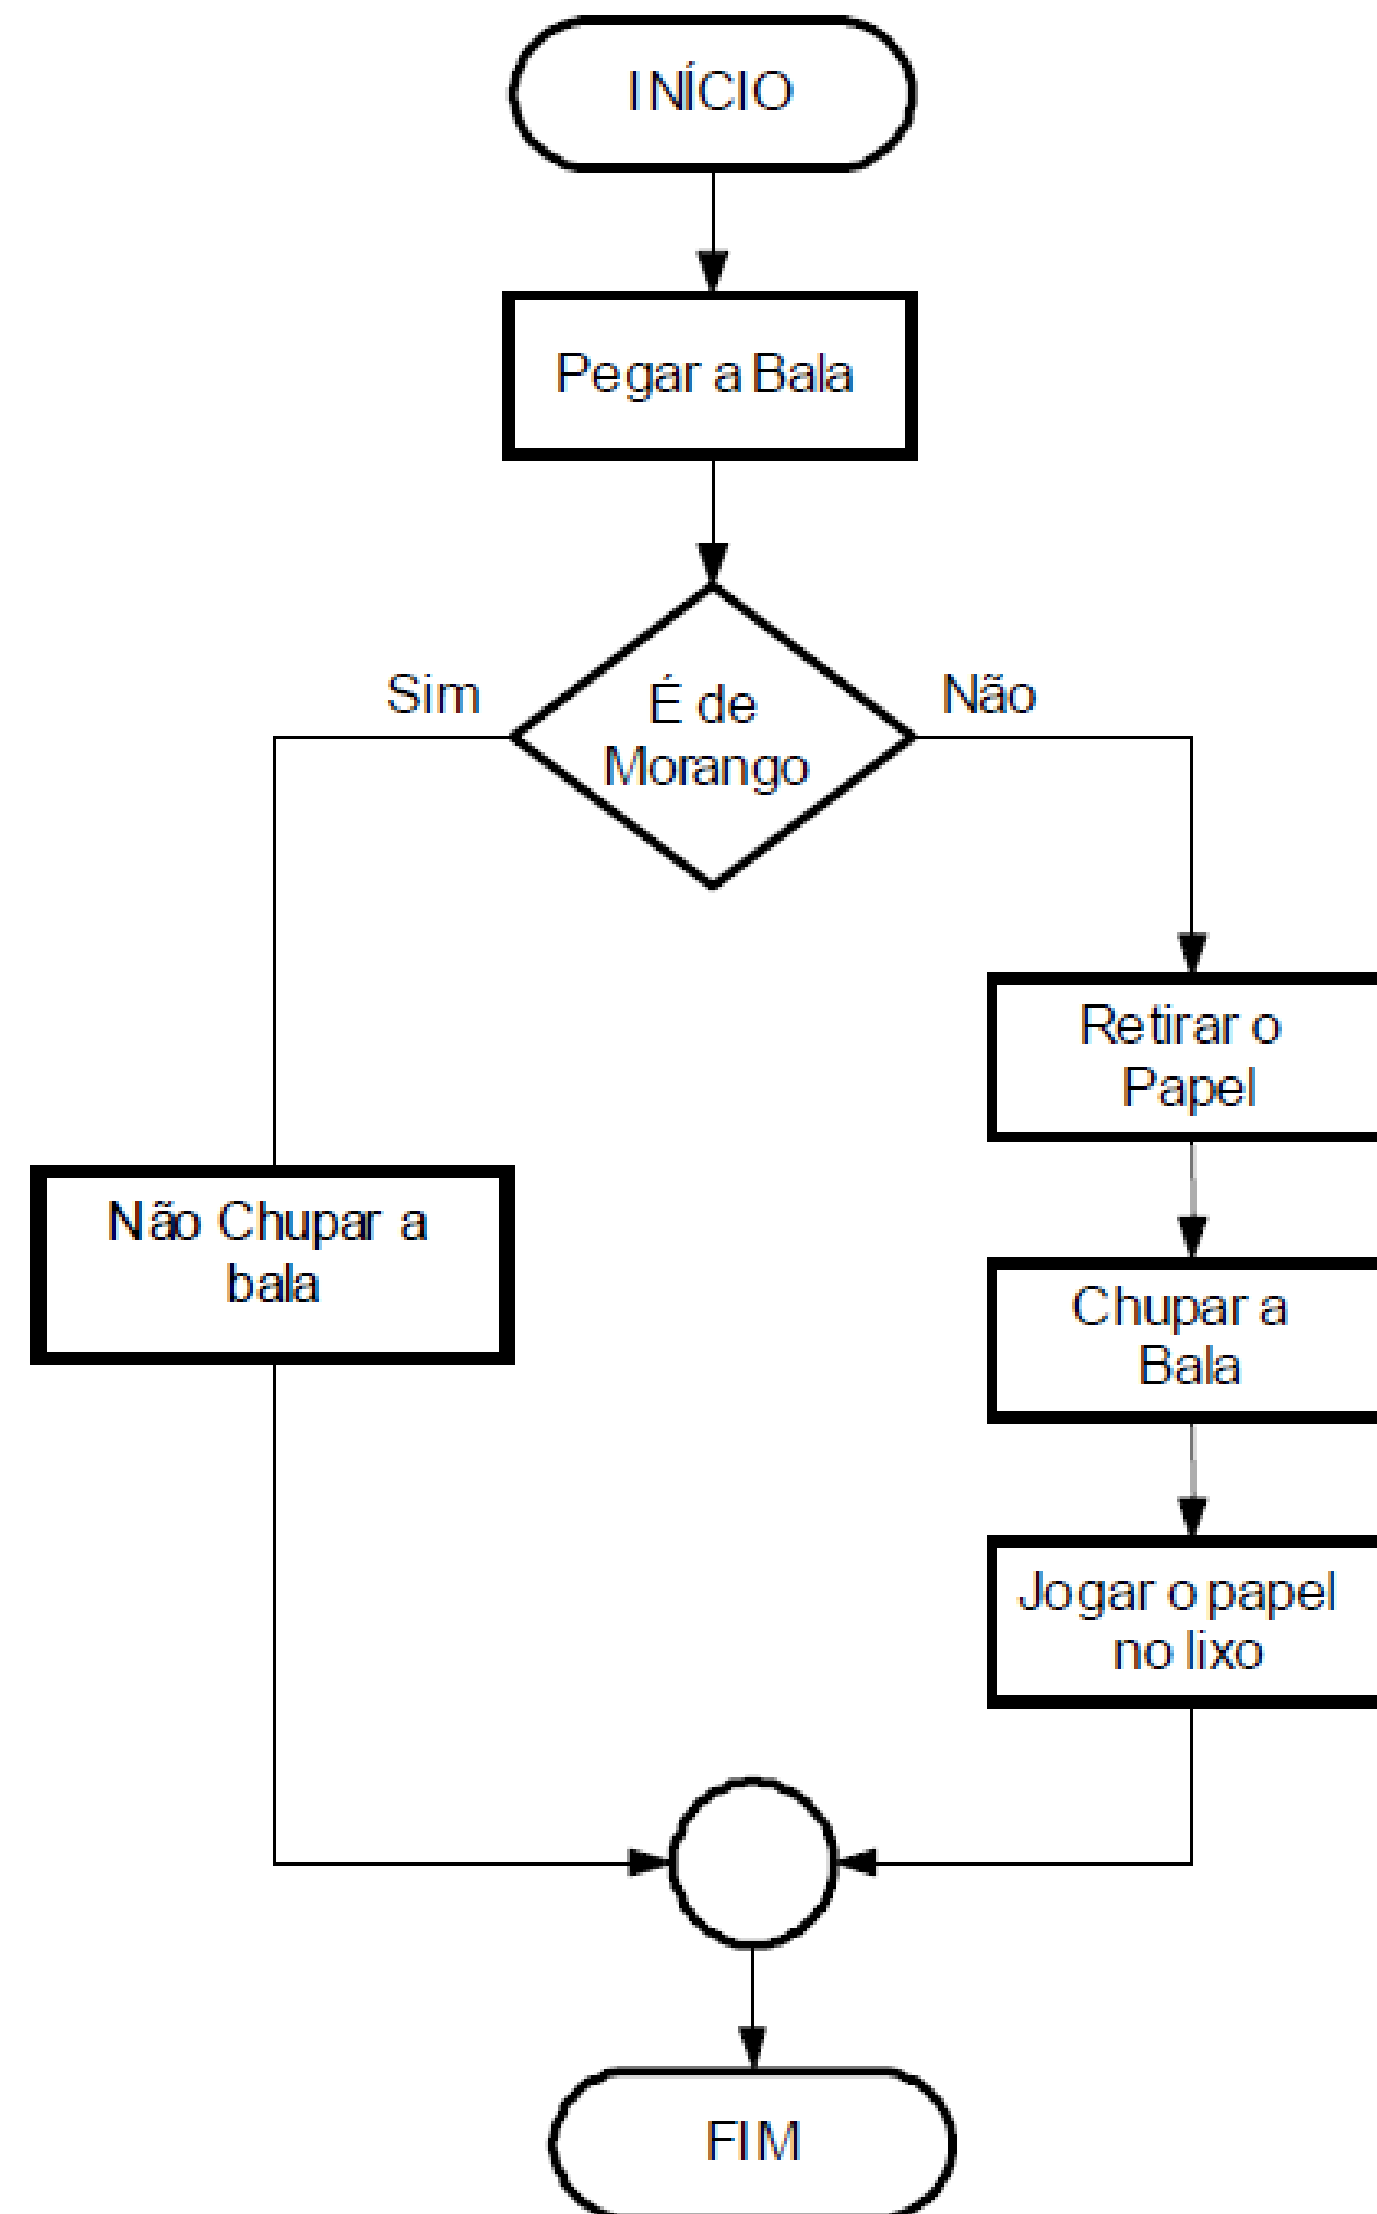 INÍCIO
Pegar a Bala
Sim
Não
É de
Morango
Retirar o
Papel
Não Chupar a
bala
Chupar a
Bala
Jogar o papel
no lixo
FIM